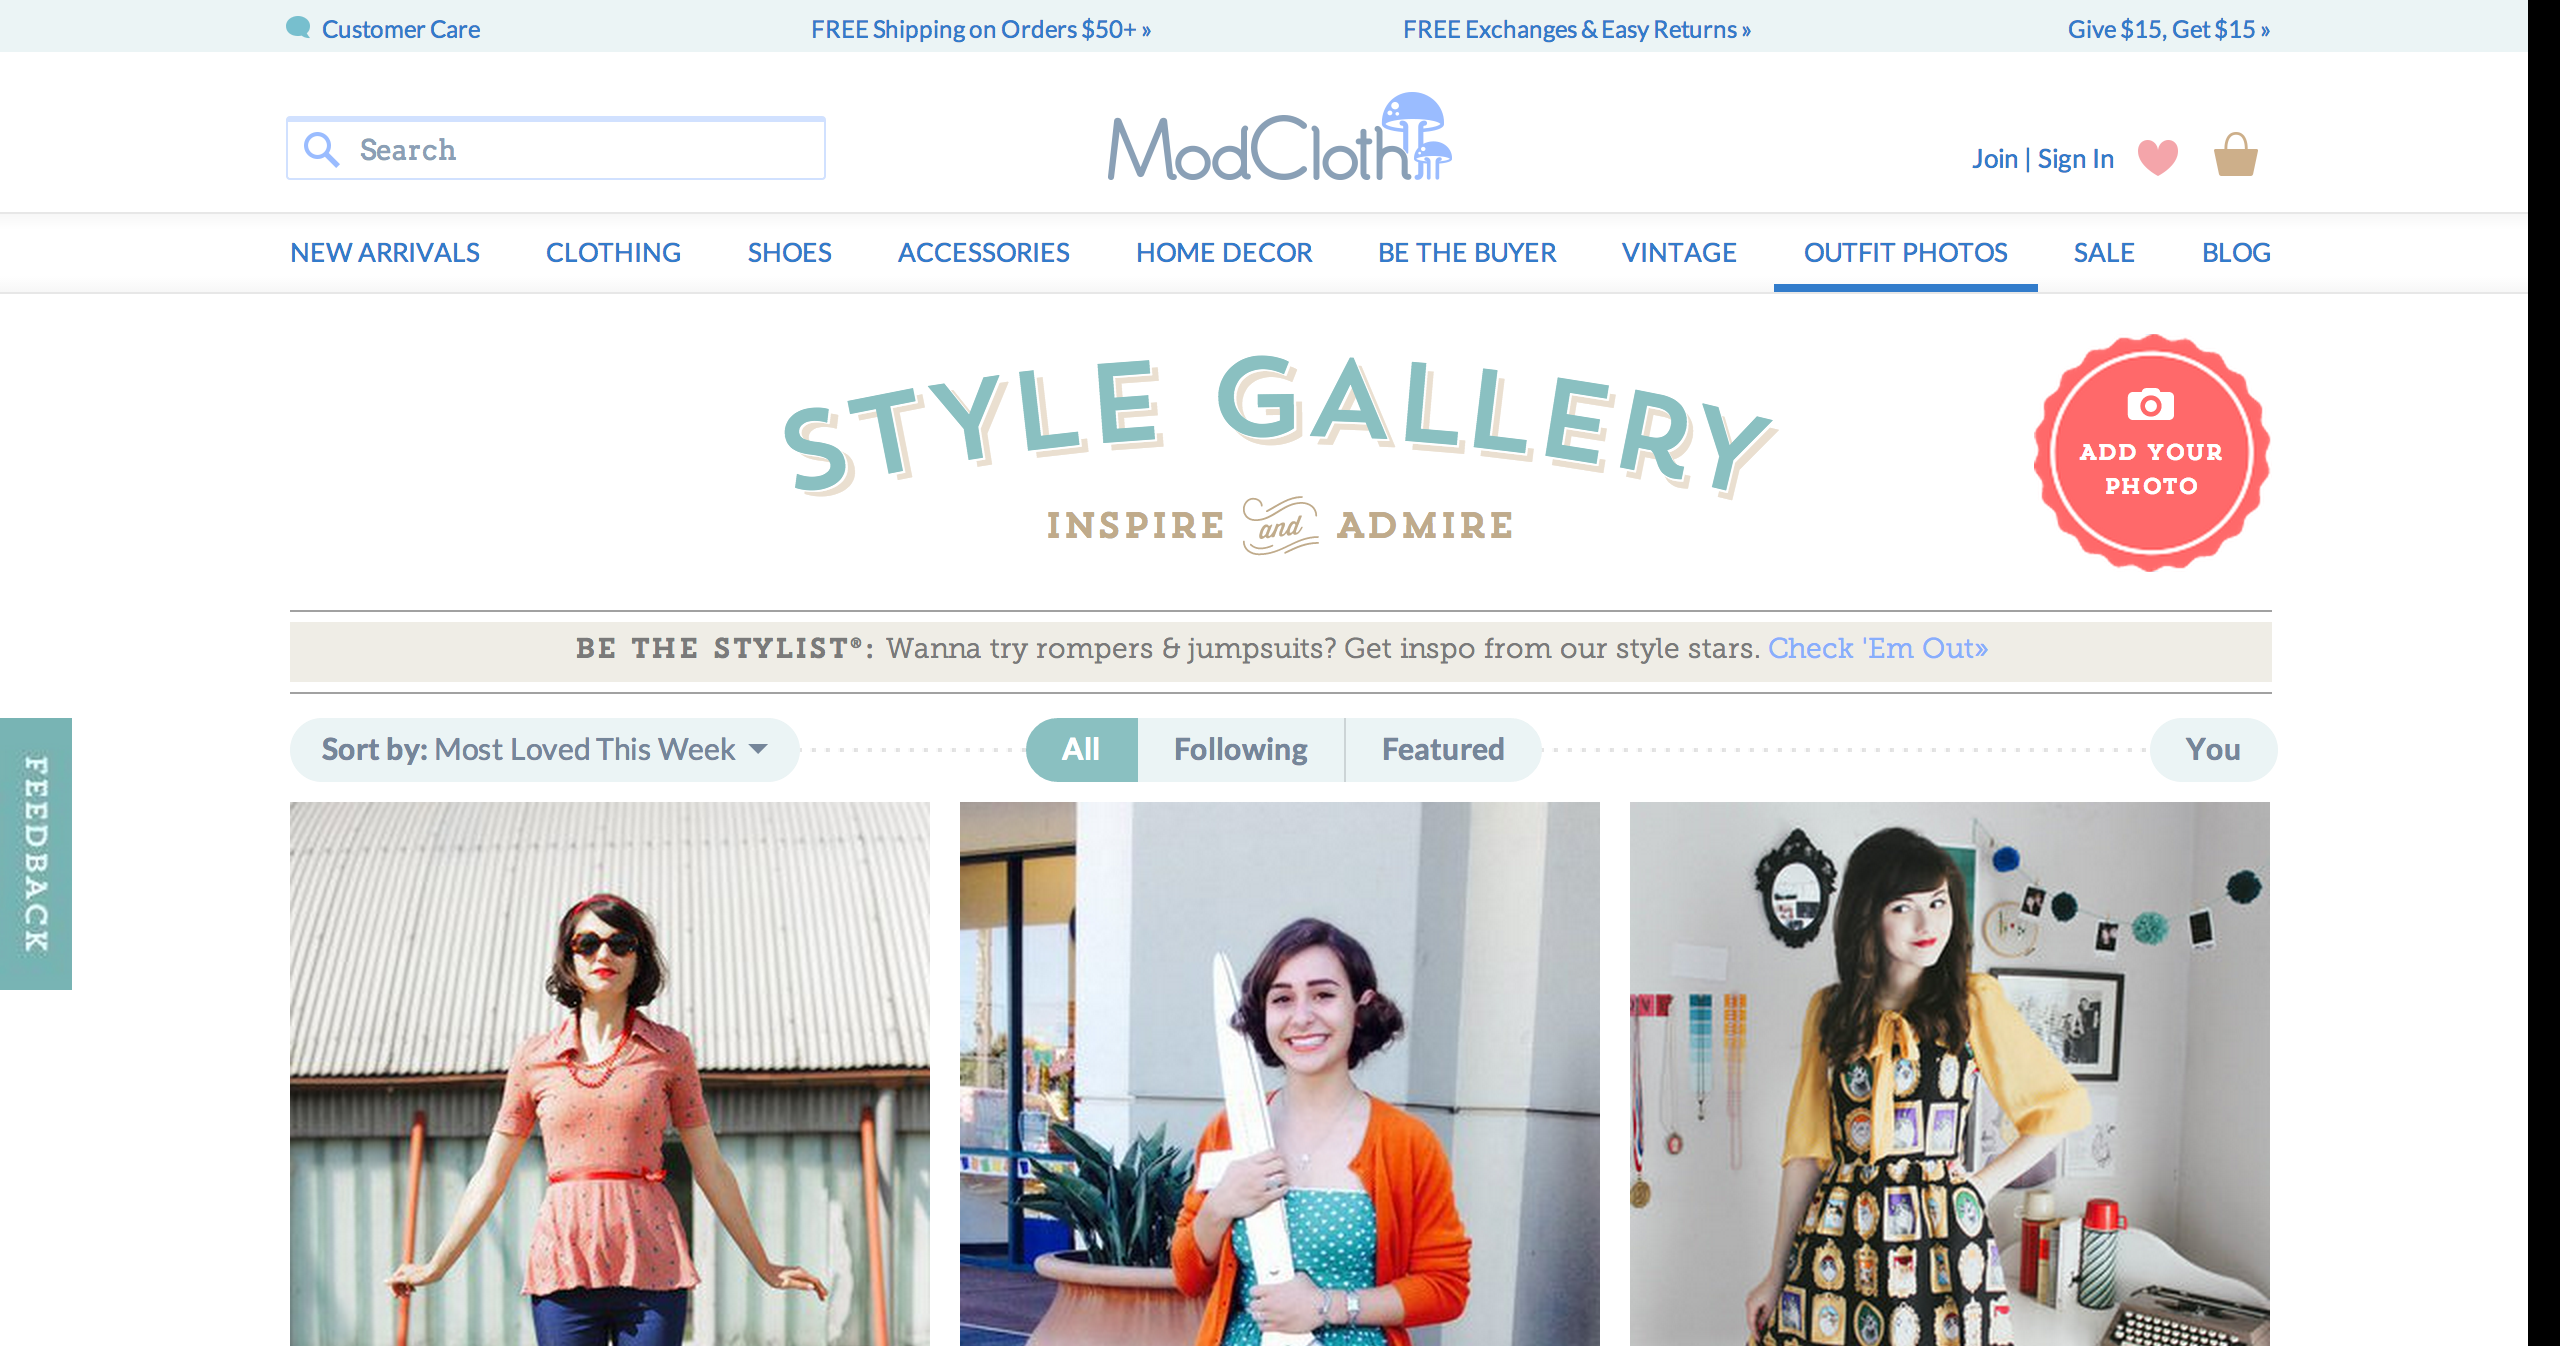 Customer Care
FREE Shipping on Orders $50+ »
FREE Exchanges & Easy Returns »
Give $15, Get $15 »
Search
ModCloth
Join | Sign In
NEW ARRIVALS
CLOTHING
SHOES
ACCESSORIES
HOME DECOR
BE THE BUYER
VINTAGE
OUTFIT PHOTOS
SALE
BLOG
STYLE GALLERY
INSPIRE and ADMIRE
ADD YOUR
PHOTO
BE THE STYLIST®: Wanna try rompers & jumpsuits? Get inspo from our style stars. Check 'Em Out»
Sort by: Most Loved This Week
All
Following
Featured
You
FEEDBACK